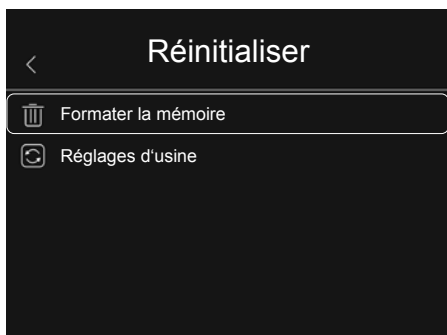 Réinitialiser
Formater la mémoire
Réglages d‘usine